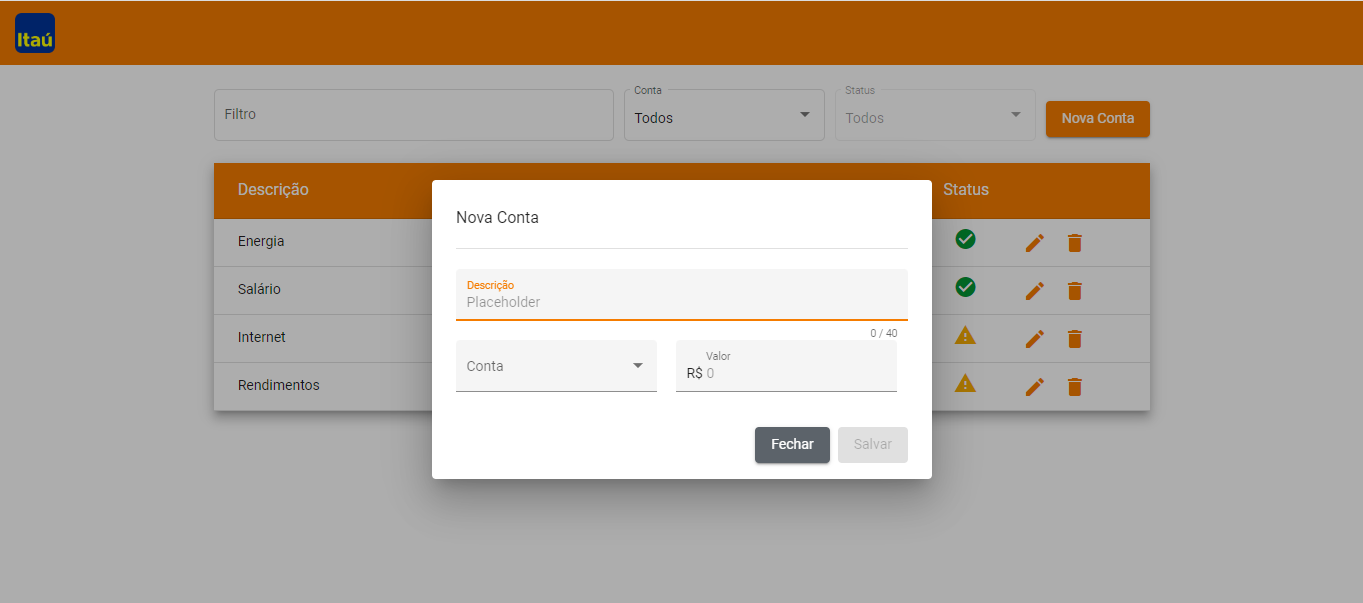 Itaú
Conta
Status
Filtro
Todos
Todos
Nova Conta
Descrição
Status
Energia
Salário
Internet
Rendimentos
Nova Conta
Descrição
Placeholder
0 / 40
Conta
Valor
R$ 0
Fechar
Salvar